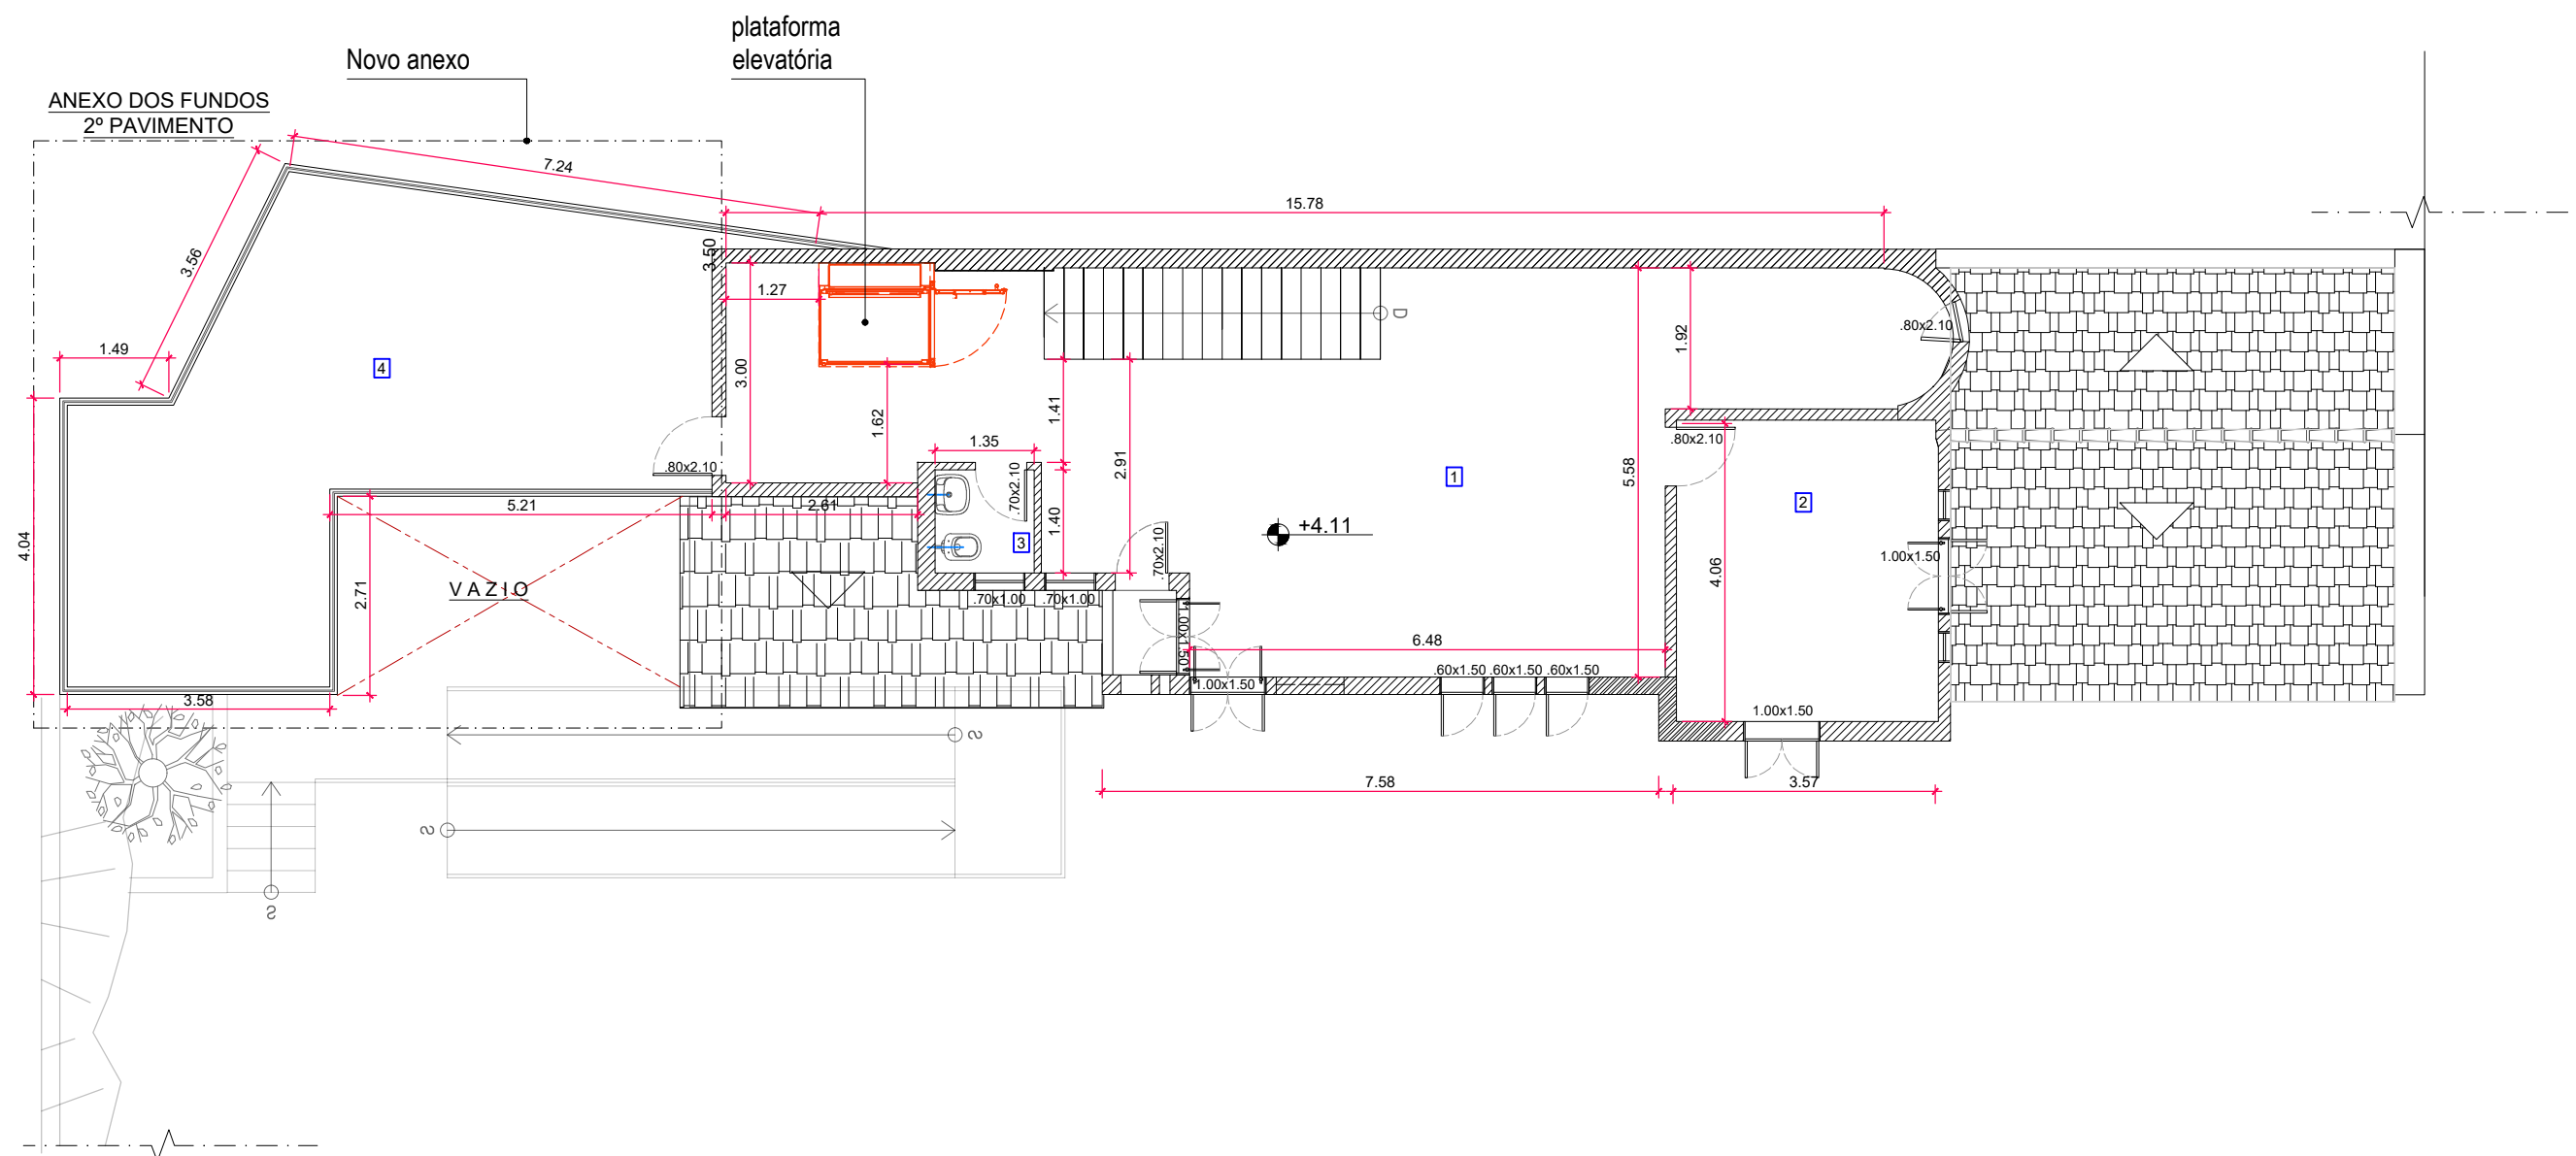 plataforma
elevatória
Novo anexo
ANEXO DOS FUNDOS
2º PAVIMENTO
7.24
15.78
3.56
3.50
1.27
D
1.92
.80x2.10
1.49
4
3.00
1.62
1.41
2.91
1.35
.80x2.10
.80x2.10
.70x2.10
5.58
1
2
5.21
2.61
1.40
3
+4.11
.70x2.10
1.00x1.50
4.04
2.71
VAZIO
4.06
.70x1.00
.70x1.00
1.00x1.50
6.48
.60x1.50
.60x1.50
.60x1.50
1.00x1.50
3.58
1.00x1.50
S
7.58
3.57
S
S